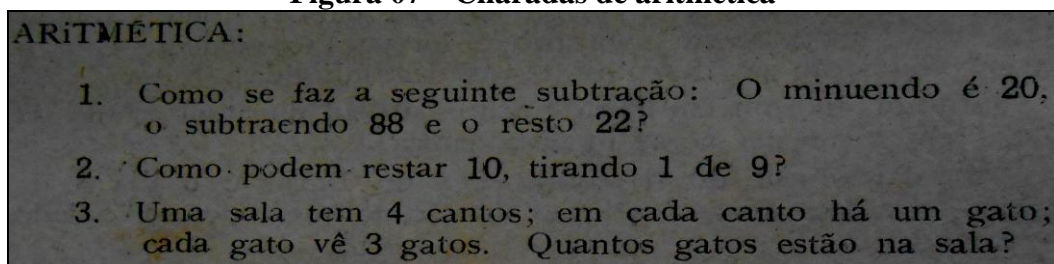 Figura 07 – Charadas de aritmética
ARiTMÉTICA:
1. Como se faz a seguinte subtração: O minuendo é 20,
o subtraendo 88 e o resto 22?
2. Como podem restar 10, tirando 1 de 9?
3. Uma sala tem 4 cantos; em cada canto há um gato;
cada gato vê 3 gatos. Quantos gatos estão na sala?